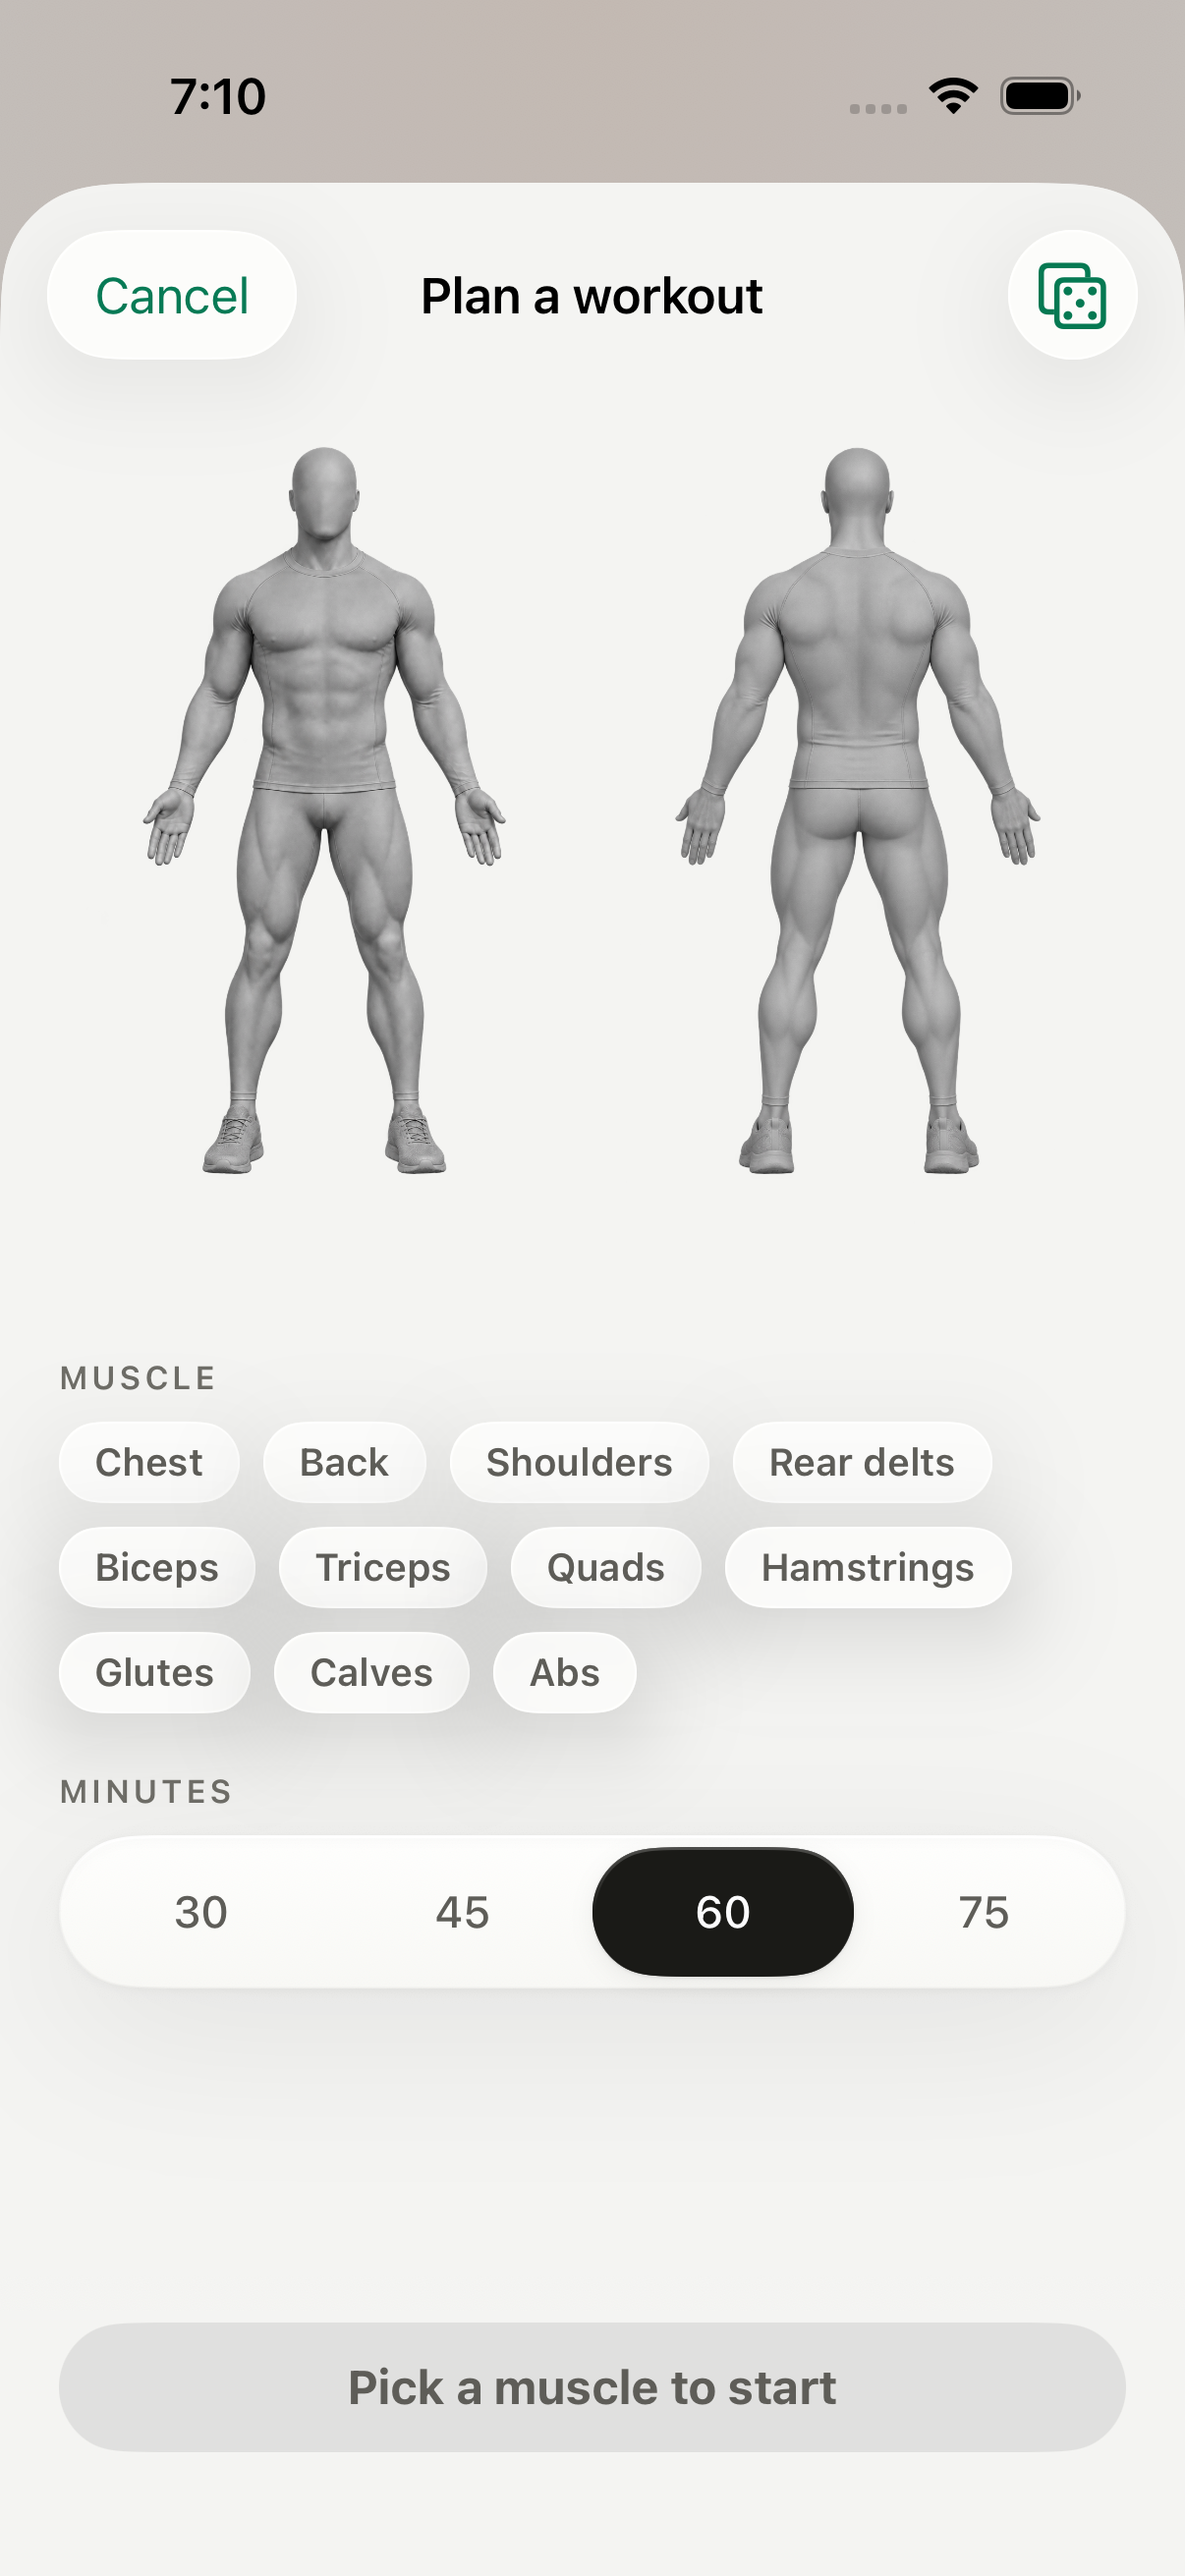 7:10
Cancel
Plan a workout
MUSCLE
Chest
Back
Shoulders
Rear delts
Biceps
Triceps
Quads
Hamstrings
Glutes
Calves
Abs
MINUTES
30
45
60
75
Pick a muscle to start